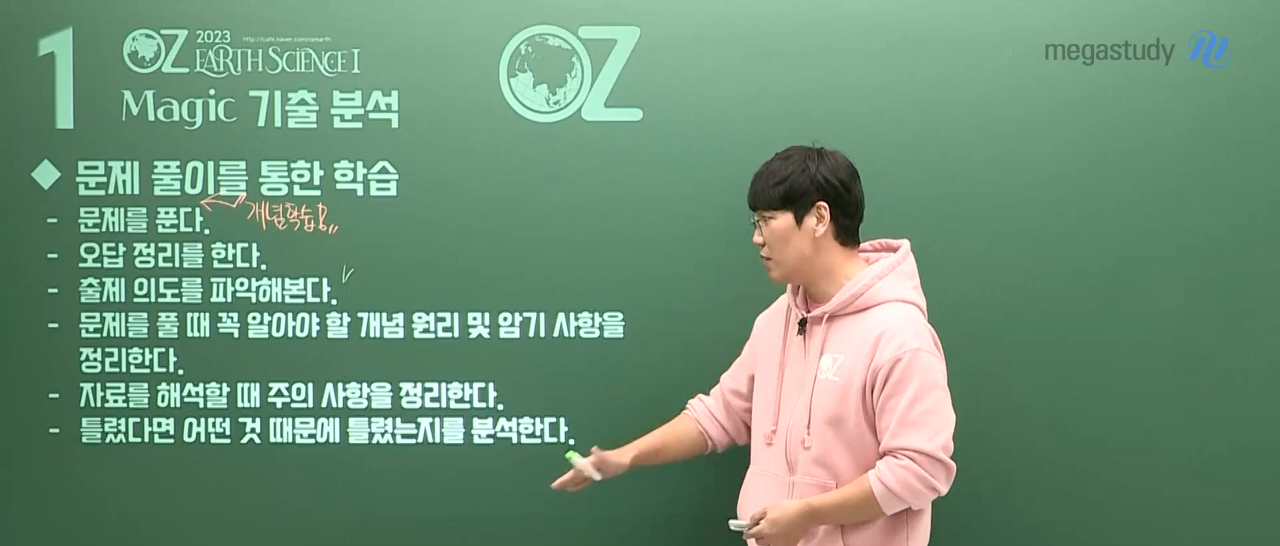 1
OZ 2023 http://cafe.naver.com/ozearth
EARTH SCIENCE I
Magic 기출 분석
OZ
megastudy
◆ 문제 풀이를 통한 학습
- 문제를 푼다.
개념학습
- 오답 정리를 한다.
- 출제 의도를 파악해본다.
- 문제를 풀 때 꼭 알아야 할 개념 원리 및 암기 사항을
정리한다.
- 자료를 해석할 때 주의 사항을 정리한다.
- 틀렸다면 어떤 것 때문에 틀렸는지를 분석한다.
OZ